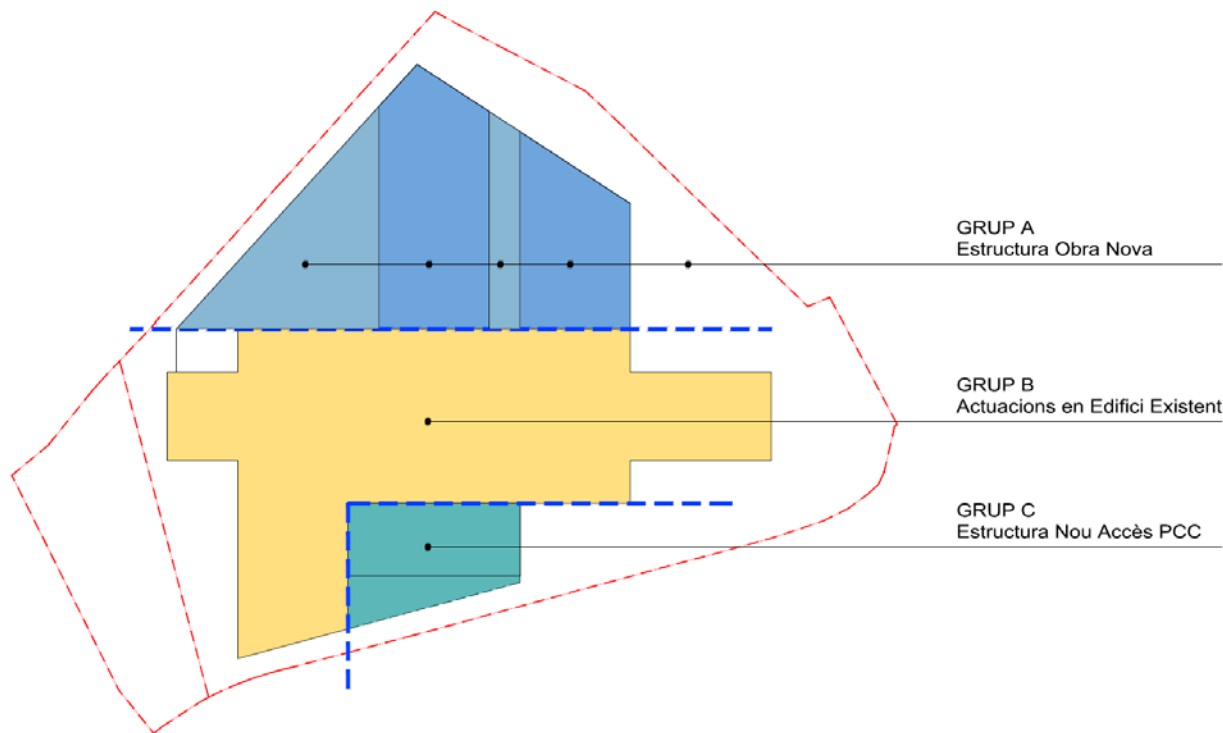 GRUP A
Estructura Obra Nova
GRUP B
Actuacions en Edifici Existent
GRUP C
Estructura Nou Accès PCC